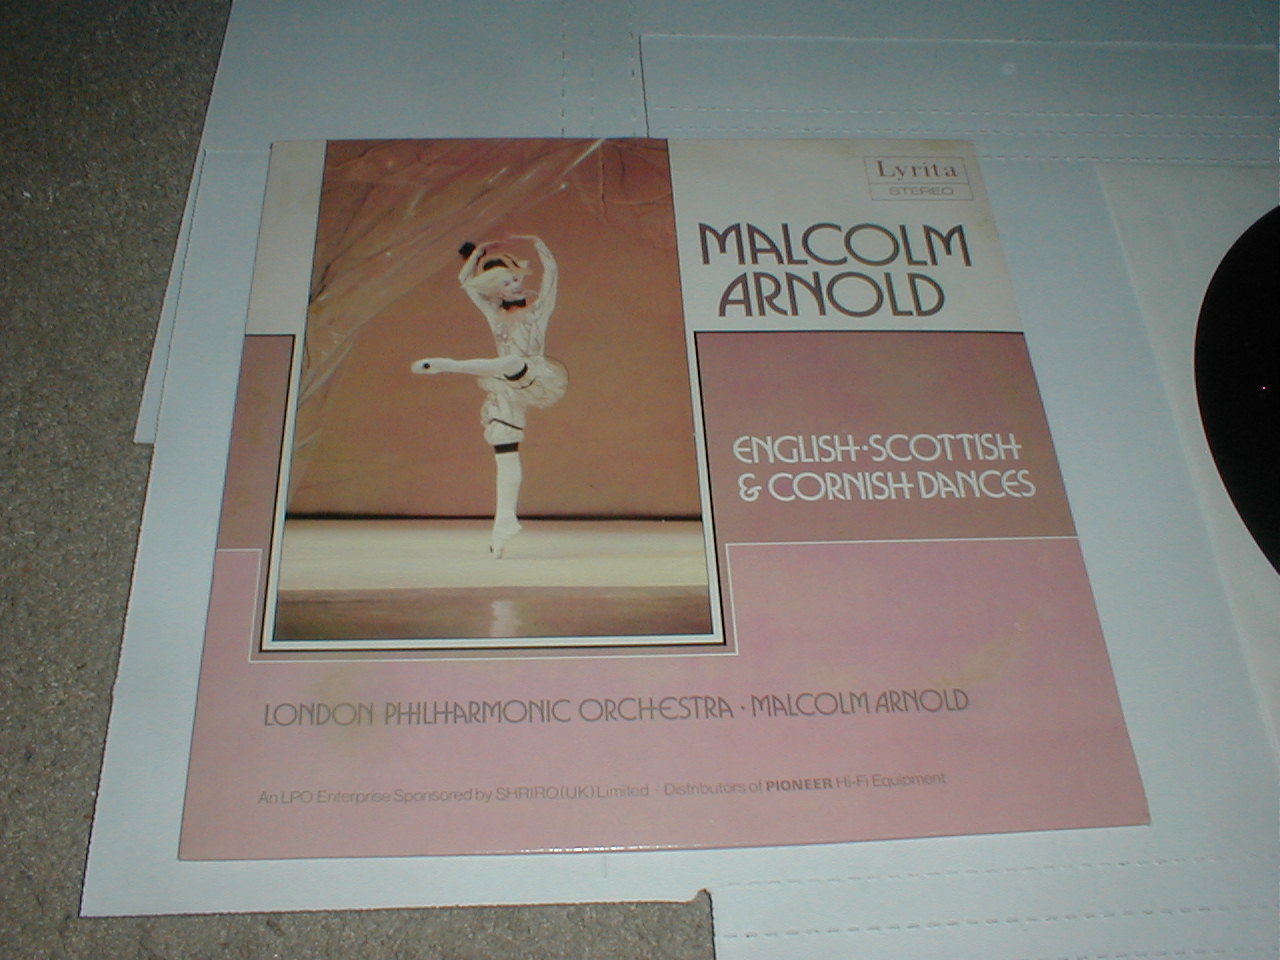 Lyrita
STEREO
MALCOLM
ARNOLD
ENGLISH·SCOTTISH
& CORNISH DANCES
LONDON PHILHARMONIC ORCHESTRA · MALCOLM ARNOLD
An LPO Enterprise Sponsored by SHRIRO (UK) Limited · Distributors of PIONEER Hi-Fi Equipment